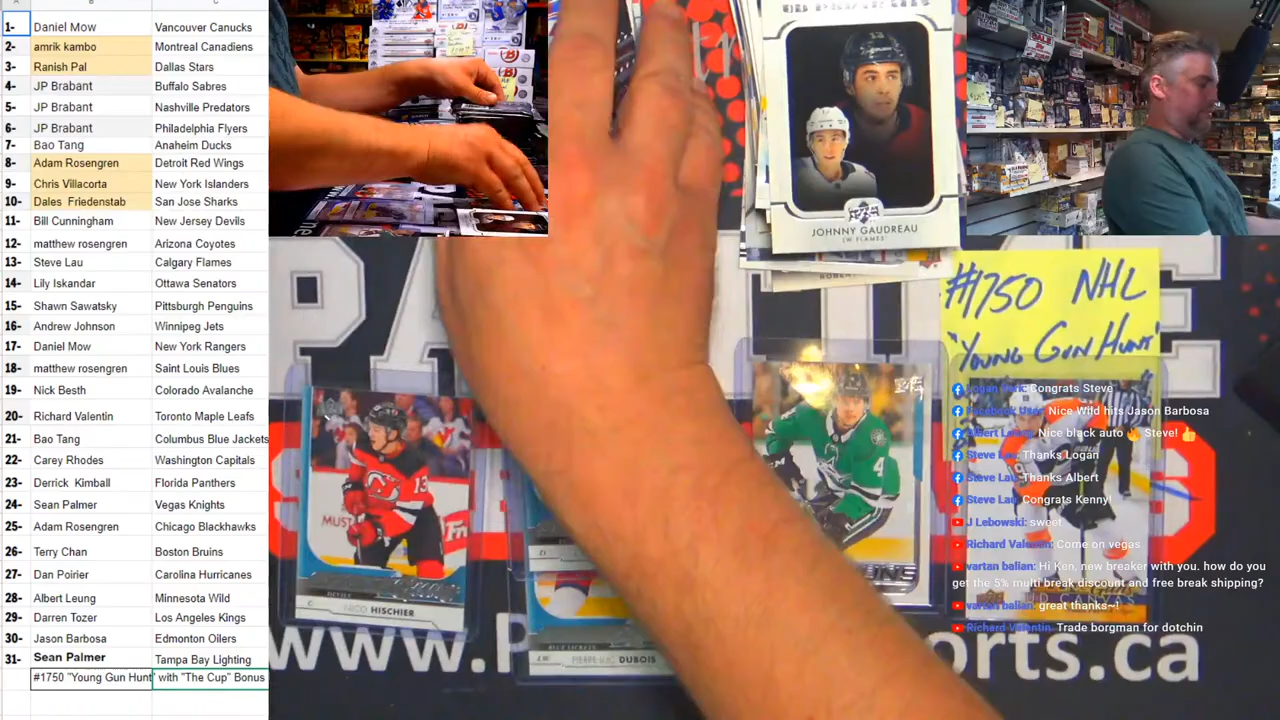 A B C
1- Daniel Mow Vancouver Canucks
2- amrik kambo Montreal Canadiens
3- Ranish Pal Dallas Stars
4- JP Brabant Buffalo Sabres
5- JP Brabant Nashville Predators
6- JP Brabant Philadelphia Flyers
7- Bao Tang Anaheim Ducks
8- Adam Rosengren Detroit Red Wings
9- Chris Villacorta New York Islanders
10- Dales Friedenstab San Jose Sharks
11- Bill Cunningham New Jersey Devils
12- matthew rosengren Arizona Coyotes
13- Steve Lau Calgary Flames
14- Lily Iskandar Ottawa Senators
15- Shawn Sawatsky Pittsburgh Penguins
16- Andrew Johnson Winnipeg Jets
17- Daniel Mow New York Rangers
18- matthew rosengren Saint Louis Blues
19- Nick Besth Colorado Avalanche
20- Richard Valentin Toronto Maple Leafs
21- Bao Tang Columbus Blue Jackets
22- Carey Rhodes Washington Capitals
23- Derrick Kimball Florida Panthers
24- Sean Palmer Vegas Knights
25- Adam Rosengren Chicago Blackhawks
26- Terry Chan Boston Bruins
27- Dan Poirier Carolina Hurricanes
28- Albert Leung Minnesota Wild
29- Darren Tozer Los Angeles Kings
30- Jason Barbosa Edmonton Oilers
31- Sean Palmer Tampa Bay Lighting
#1750 "Young Gun Hunt" with "The Cup" Bonus
JOHNNY GAUDREAU
LW FLAMES
#1750 NHL
"YOUNG GUN HUNT"
Congrats Steve
Nice Wild hits Jason Barbosa
Nice black auto 🔥 Steve! 👍
Steve Lau: Thanks Logan
Steve Lau: Thanks Albert
Steve Lau: Congrats Kenny!
J Lebowski: sweet
Richard Valentin: Come on vegas
vartan balian: Hi Ken, new breaker with you. how do you
get the 5% multi break discount and free break shipping?
vartan balian: great thanks~!
Richard Valentin: Trade borgman for dotchin
DEVILS
C NICO HISCHIER
BLUE JACKETS
PIERRE-LUC DUBOIS
UD CANVAS
www.P
orts.ca